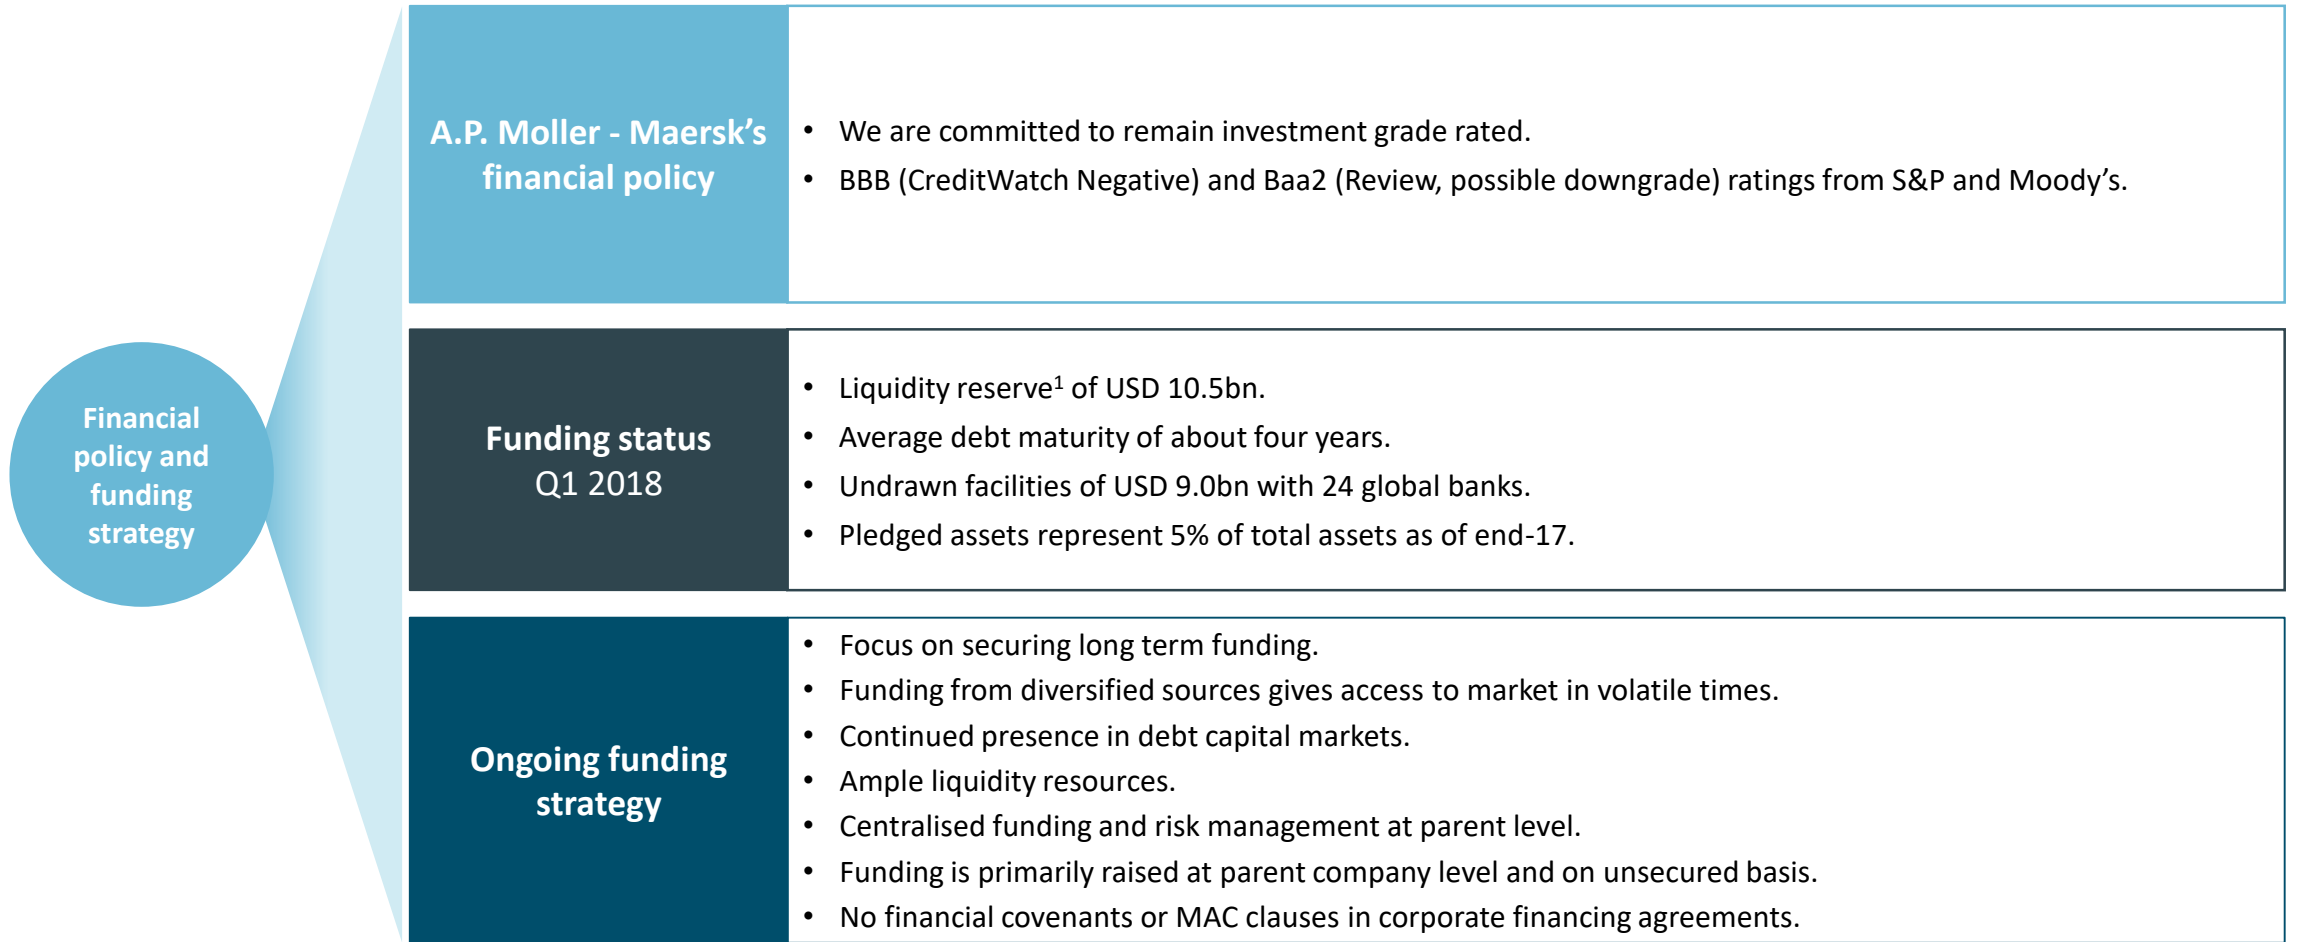 Financial
policy and
funding
strategy
A.P. Moller - Maersk’s
financial policy
• We are committed to remain investment grade rated.
• BBB (CreditWatch Negative) and Baa2 (Review, possible downgrade) ratings from S&P and Moody’s.
Funding status
Q1 2018
• Liquidity reserve¹ of USD 10.5bn.
• Average debt maturity of about four years.
• Undrawn facilities of USD 9.0bn with 24 global banks.
• Pledged assets represent 5% of total assets as of end-17.
Ongoing funding
strategy
• Focus on securing long term funding.
• Funding from diversified sources gives access to market in volatile times.
• Continued presence in debt capital markets.
• Ample liquidity resources.
• Centralised funding and risk management at parent level.
• Funding is primarily raised at parent company level and on unsecured basis.
• No financial covenants or MAC clauses in corporate financing agreements.